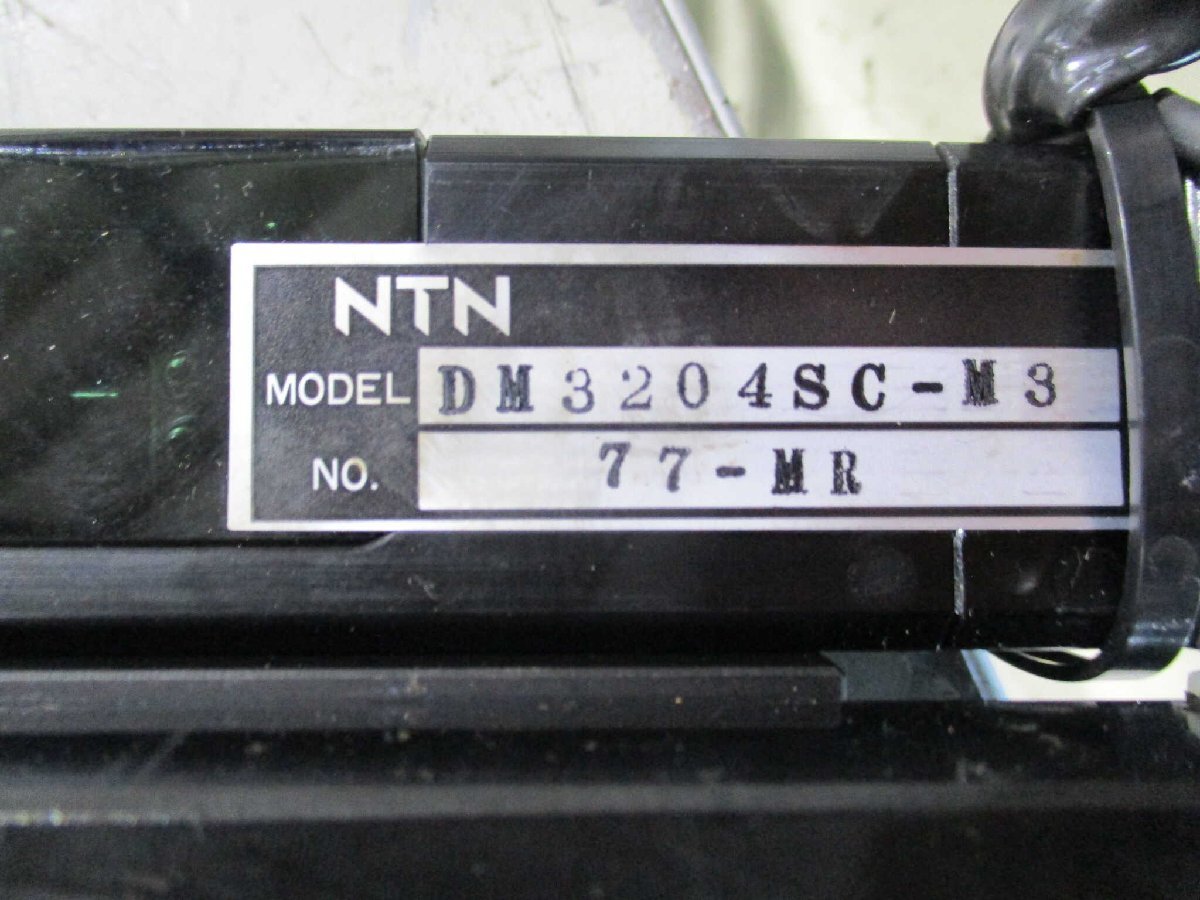 NTN
MODEL DM3204SC-M3
NO. 77-MR